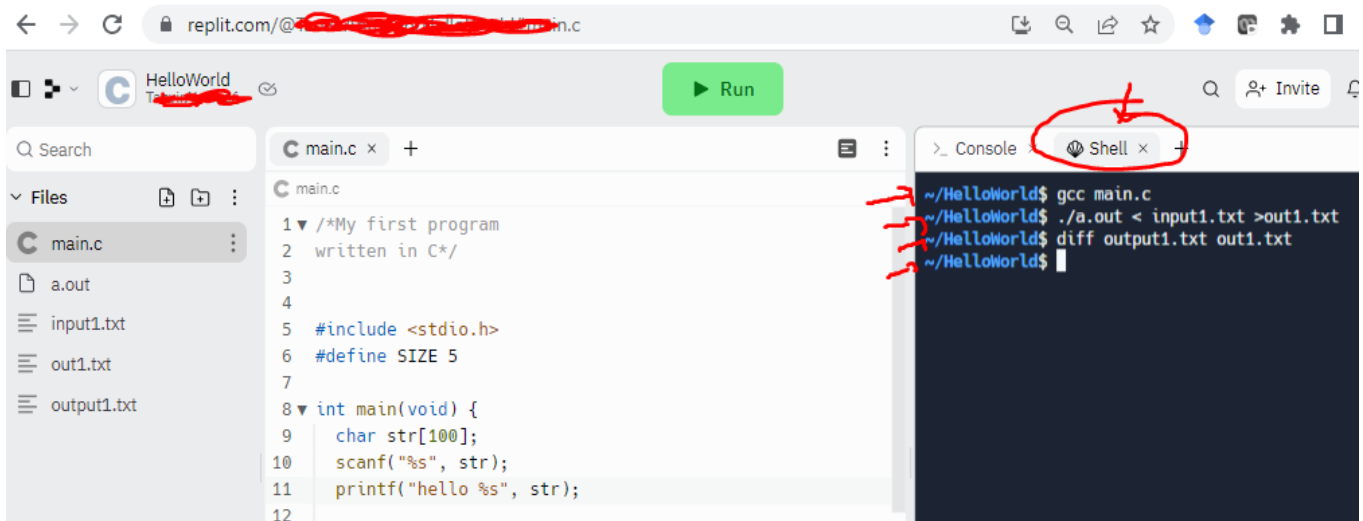 replit.com/@
in.c
HelloWorld
Run
Invite
Search
main.c × +
Console × Shell × +
Files
main.c
main.c
a.out
input1.txt
out1.txt
output1.txt
1 /*My first program
2 written in C*/
3
4
5 #include <stdio.h>
6 #define SIZE 5
7
8 int main(void) {
9 char str[100];
10 scanf("%s", str);
11 printf("hello %s", str);
12
~/HelloWorld$ gcc main.c
~/HelloWorld$ ./a.out < input1.txt >out1.txt
~/HelloWorld$ diff output1.txt out1.txt
~/HelloWorld$